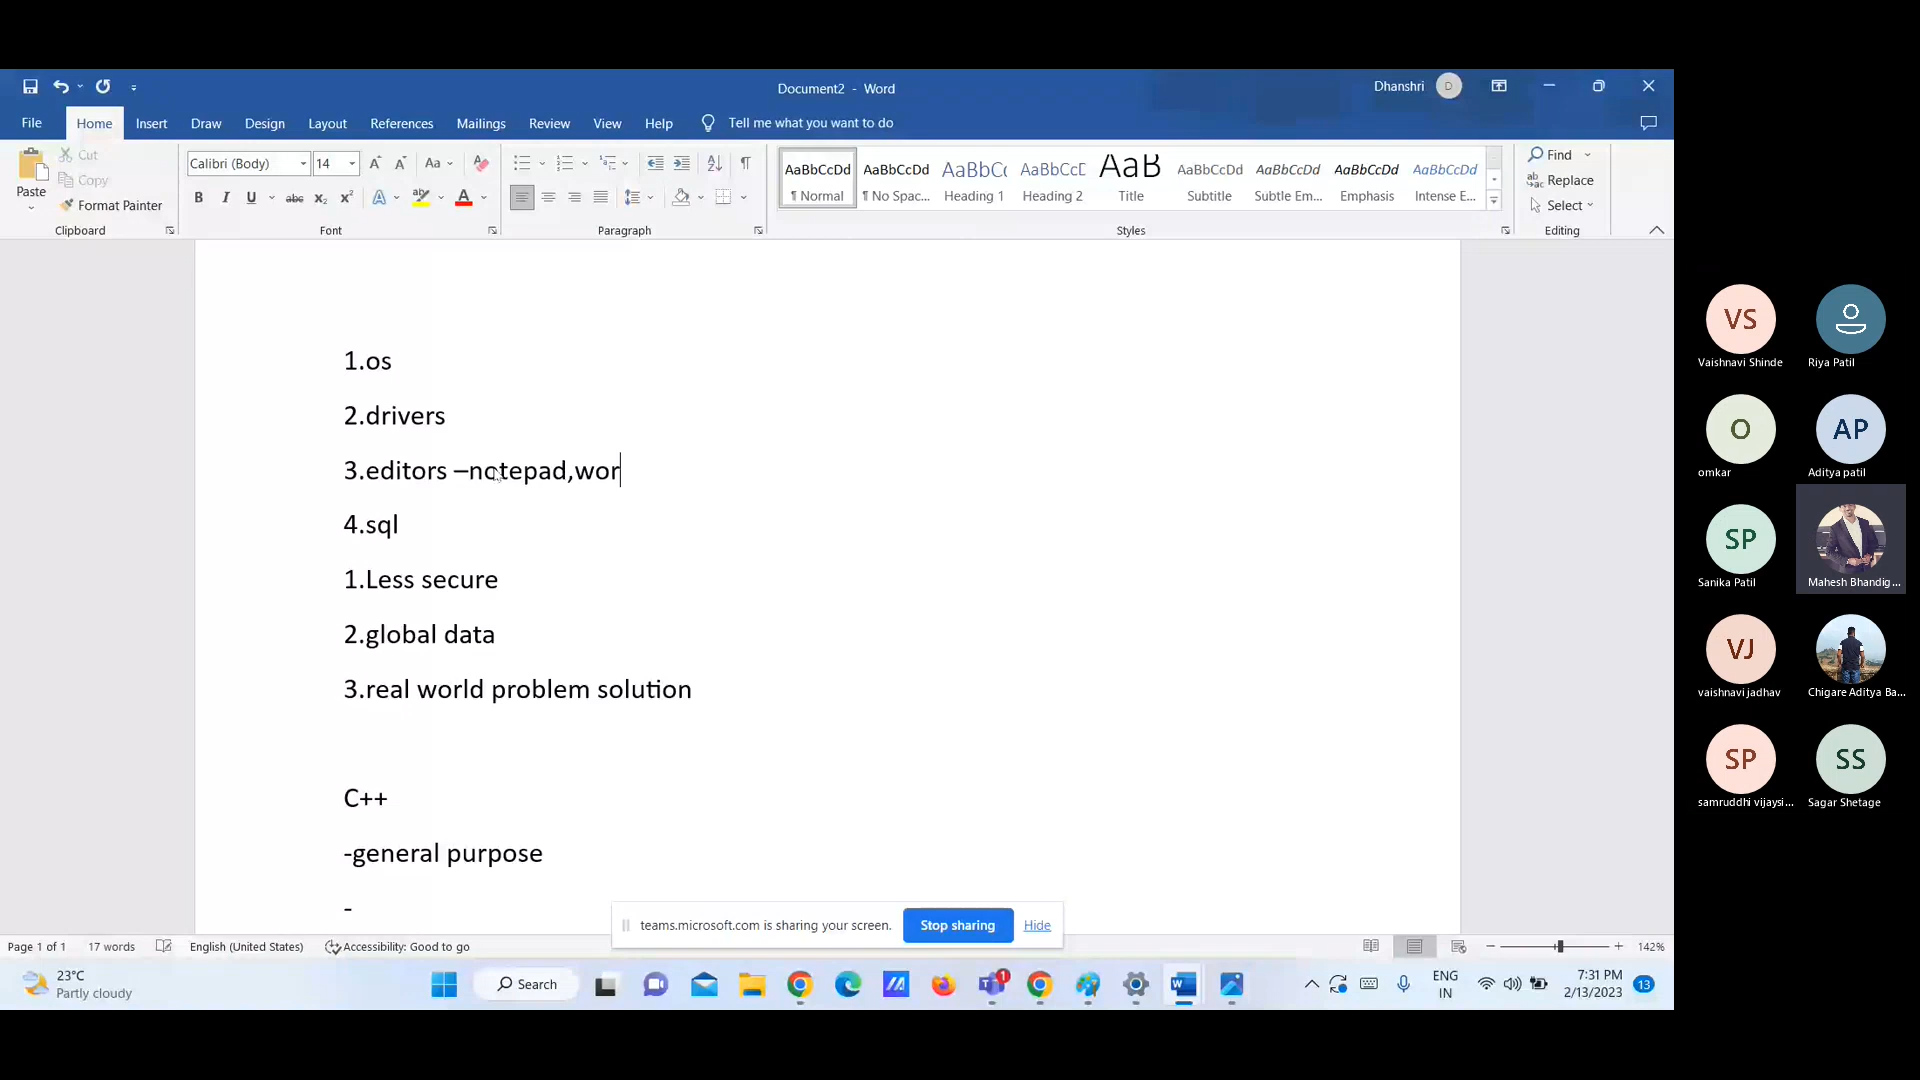 Document2 - Word
Dhanshri
D
File
Home
Insert
Draw
Design
Layout
References
Mailings
Review
View
Help
Tell me what you want to do
Paste
Cut
Copy
Format Painter
Clipboard
Calibri (Body)
14
Font
Paragraph
AaBbCcDd
¶ Normal
AaBbCcDd
¶ No Spac...
AaBbCc
Heading 1
AaBbCcD
Heading 2
AaB
Title
AaBbCcDd
Subtitle
AaBbCcDd
Subtle Em...
AaBbCcDd
Emphasis
AaBbCcDd
Intense E...
Styles
Find
Replace
Select
Editing
1.os
2.drivers
3.editors –notepad,wor
4.sql
1.Less secure
2.global data
3.real world problem solution
C++
-general purpose
-
teams.microsoft.com is sharing your screen.
Stop sharing
Hide
Page 1 of 1
17 words
English (United States)
Accessibility: Good to go
142%
23°C
Partly cloudy
Search
1
ENG
IN
7:31 PM
2/13/2023
13
VS
Vaishnavi Shinde
Riya Patil
O
omkar
AP
Aditya patil
SP
Sanika Patil
Mahesh Bhandig...
VJ
vaishnavi jadhav
Chigare Aditya Ba...
SP
samruddhi vijaysi...
SS
Sagar Shetage